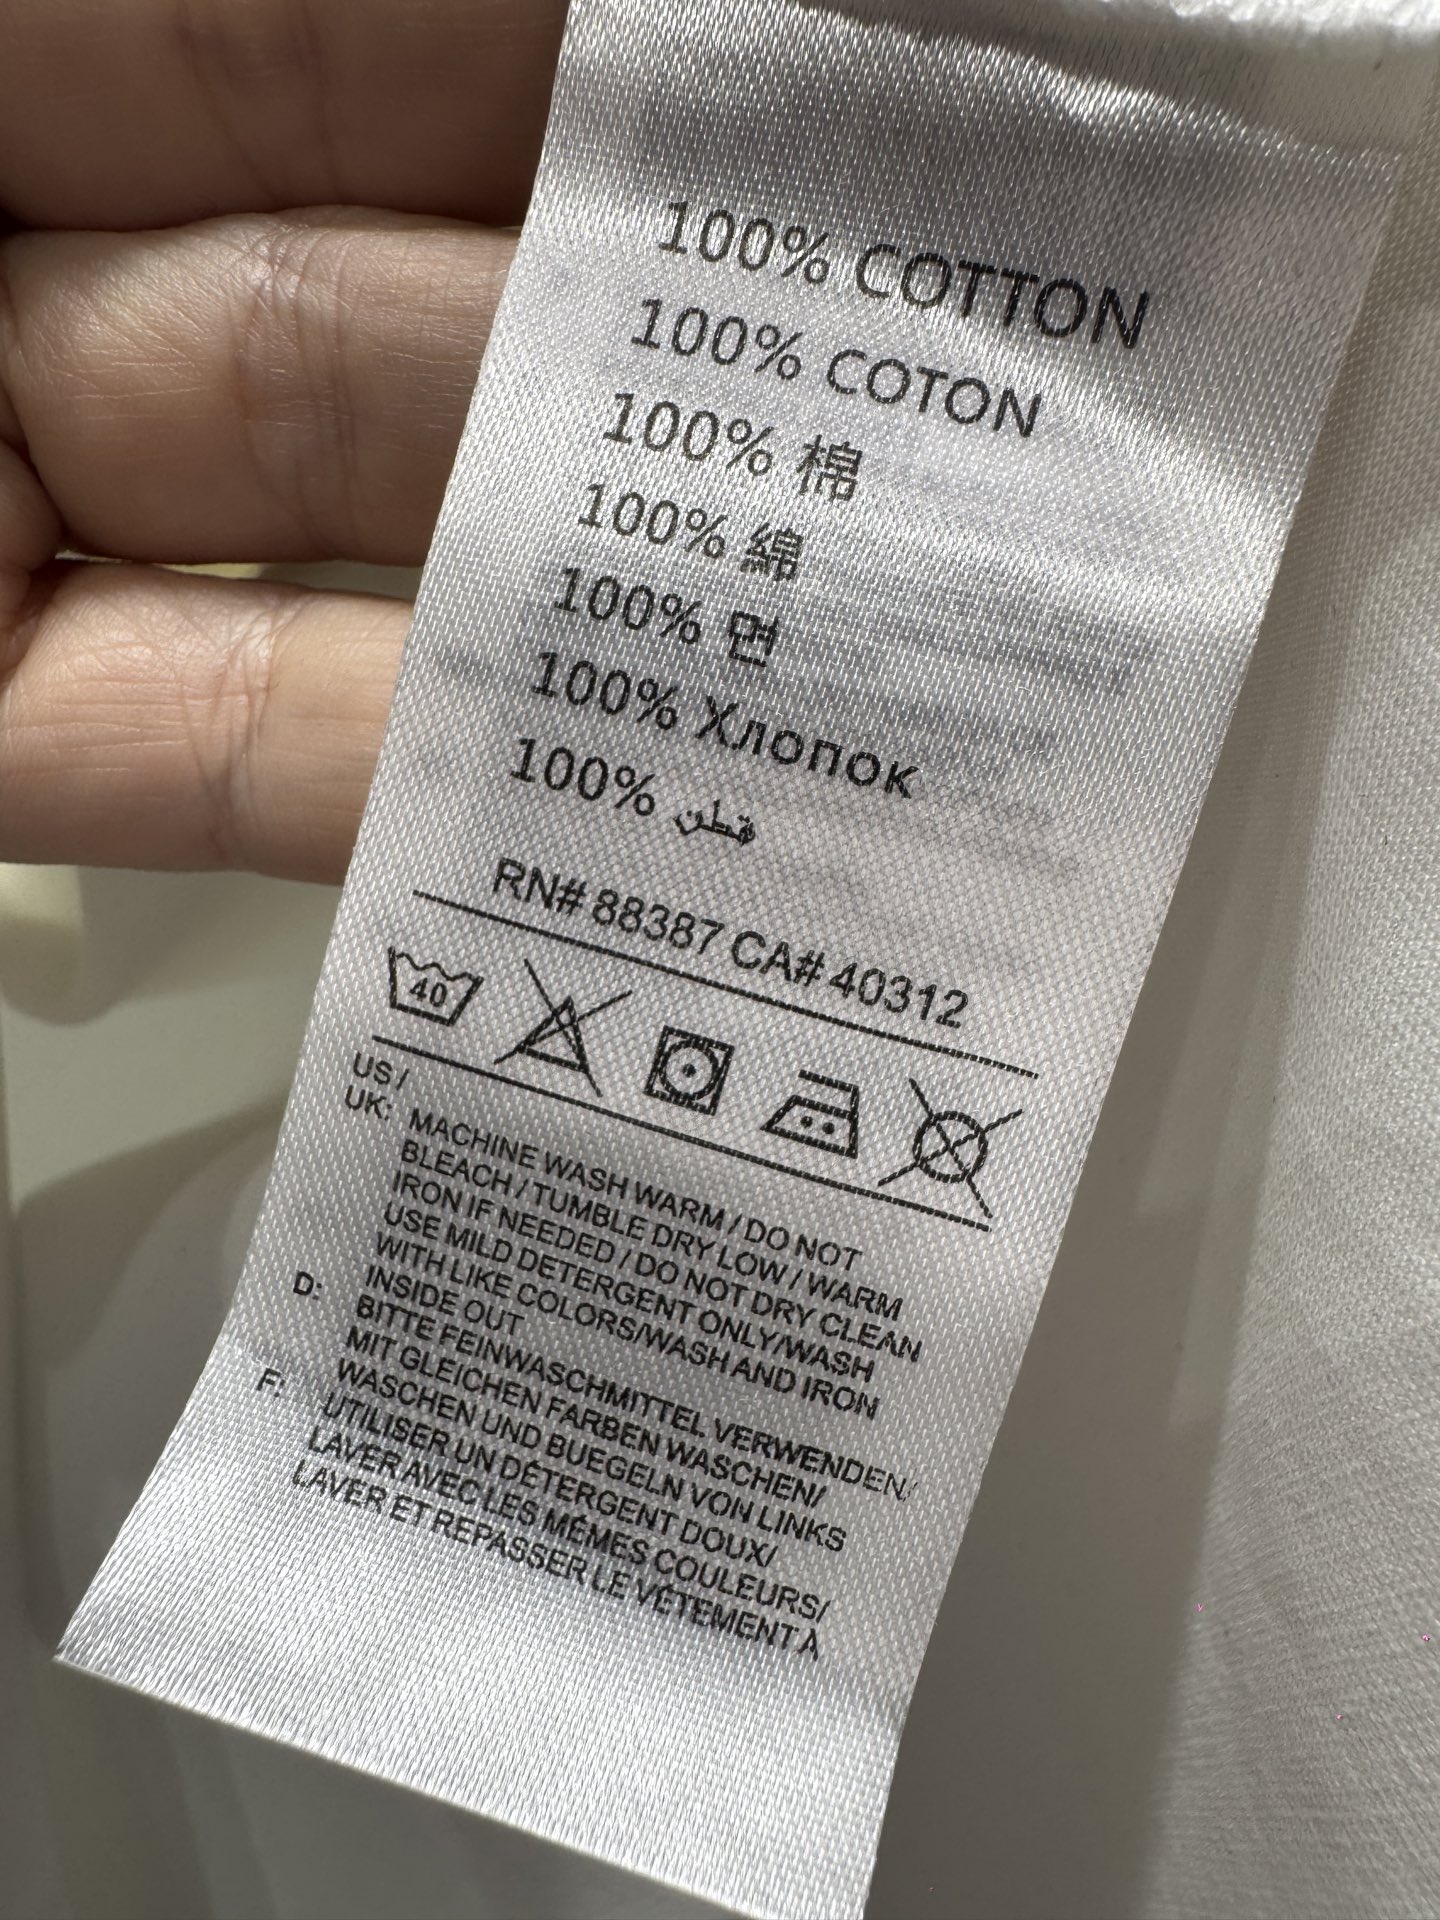 100% COTTON
100% COTON
100% 棉
100% 綿
100% 면
100% Хлопок
100% قطن
RN# 88387 CA# 40312
40
US /
UK: MACHINE WASH WARM / DO NOT
BLEACH / TUMBLE DRY LOW / WARM
IRON IF NEEDED / DO NOT DRY CLEAN
USE MILD DETERGENT ONLY/WASH
WITH LIKE COLORS/WASH AND IRON
INSIDE OUT
D: BITTE FEINWASCHMITTEL VERWENDEN/
MIT GLEICHEN FARBEN WASCHEN/
WASCHEN UND BUEGELN VON LINKS
F: UTILISER UN DÉTERGENT DOUX/
LAVER AVEC LES MÊMES COULEURS/
LAVER ET REPASSER LE VÊTEMENT À